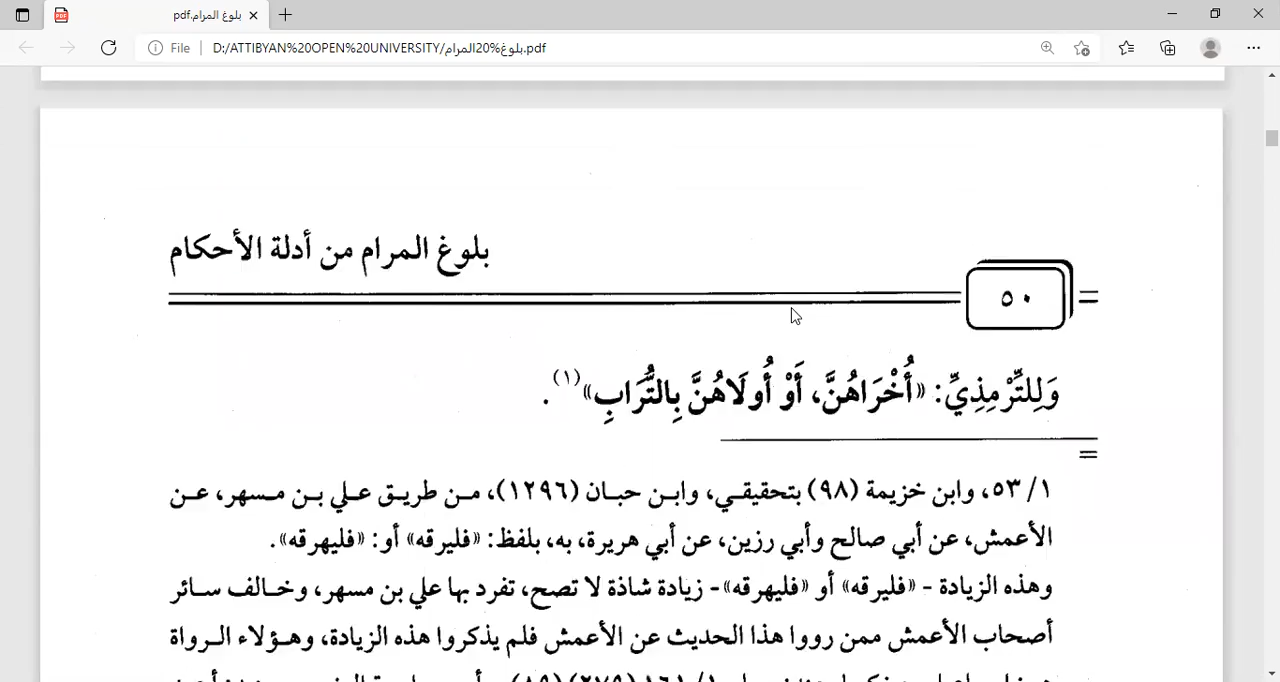 بلوغ المرام.pdf
File
D:/ATTIBYAN%20OPEN%20UNIVERSITY/بلوغ%20المرام.pdf
بلوغ المرام من أدلة الأحكام
٥٠
وَلِلتِّرْمِذِيِّ: «أُخْرَاهُنَّ، أَوْ أُولَاهُنَّ بِالتُّرَابِ» (١).
=
١/ ٥٣، وابن خزيمة (٩٨) بتحقيقي، وابن حبان (١٢٩٦)، من طريق علي بن مسهر، عن
الأعمش، عن أبي صالح وأبي رزين، عن أبي هريرة، به، بلفظ: «فليرقه» أو: «فليهرقه».
وهذه الزيادة - «فليرقه» أو «فليهرقه»- زيادة شاذة لا تصح، تفرد بها علي بن مسهر، وخالف سائر
أصحاب الأعمش ممن رووا هذا الحديث عن الأعمش فلم يذكروا هذه الزيادة، وهؤلاء الرواة